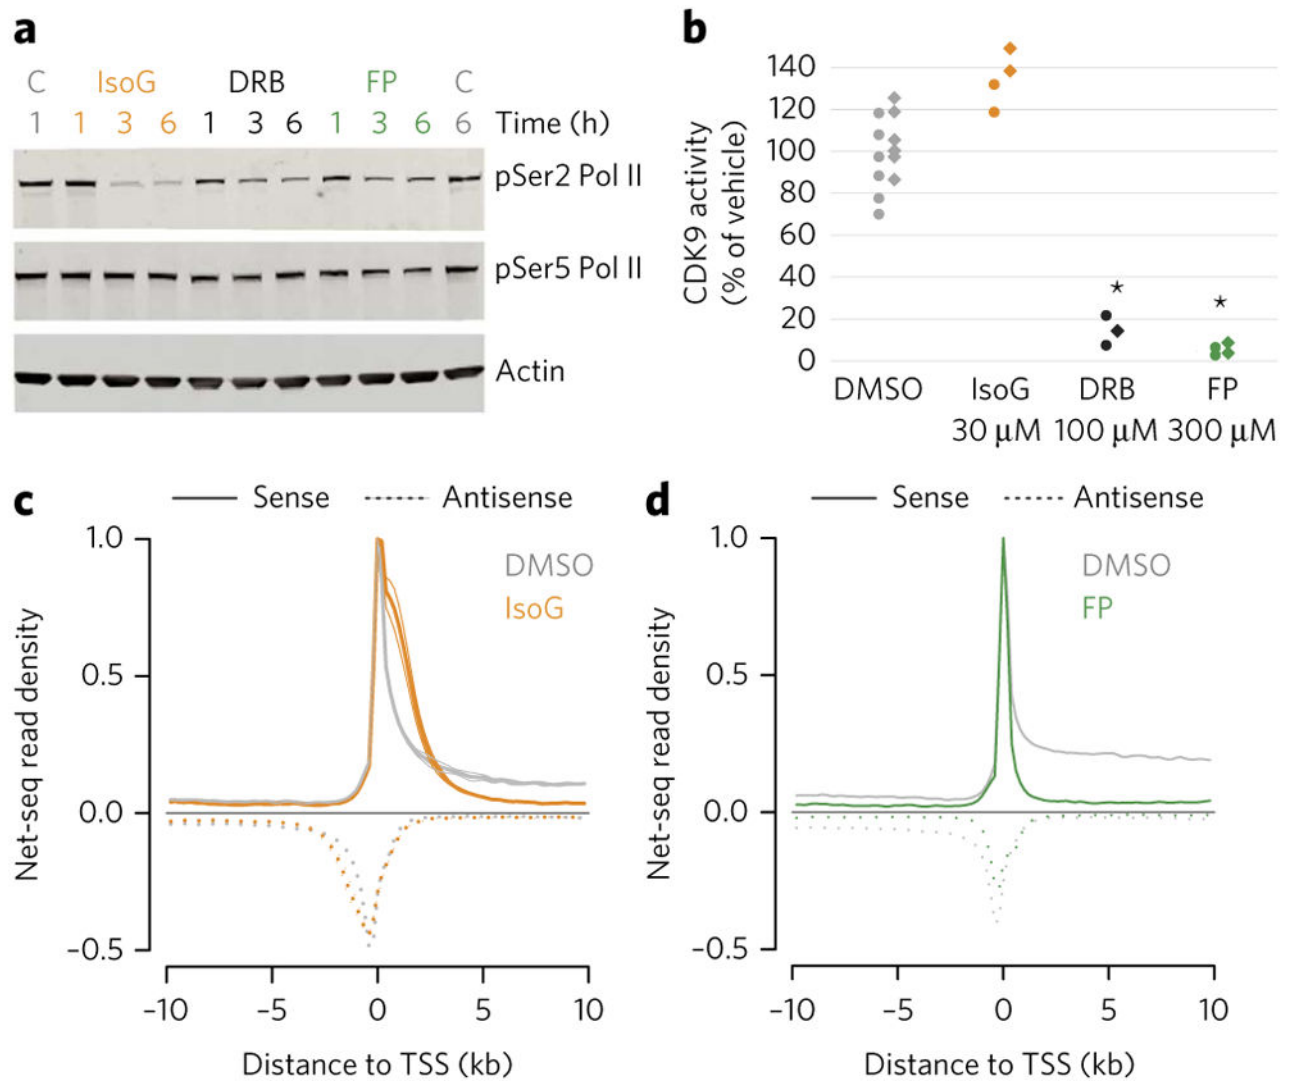 a
C IsoG DRB FP C
1 1 3 6 1 3 6 1 3 6 6 Time (h)
pSer2 Pol II
pSer5 Pol II
Actin
b
CDK9 activity
(% of vehicle)
140
120
100
80
60
40
20
0
* *
DMSO IsoG DRB FP
30 μM 100 μM 300 μM
c
Sense Antisense
DMSO
IsoG
Net-seq read density
1.0
0.5
0.0
–0.5
–10 –5 0 5 10
Distance to TSS (kb)
d
Sense Antisense
DMSO
FP
Net-seq read density
1.0
0.5
0.0
–0.5
–10 –5 0 5 10
Distance to TSS (kb)